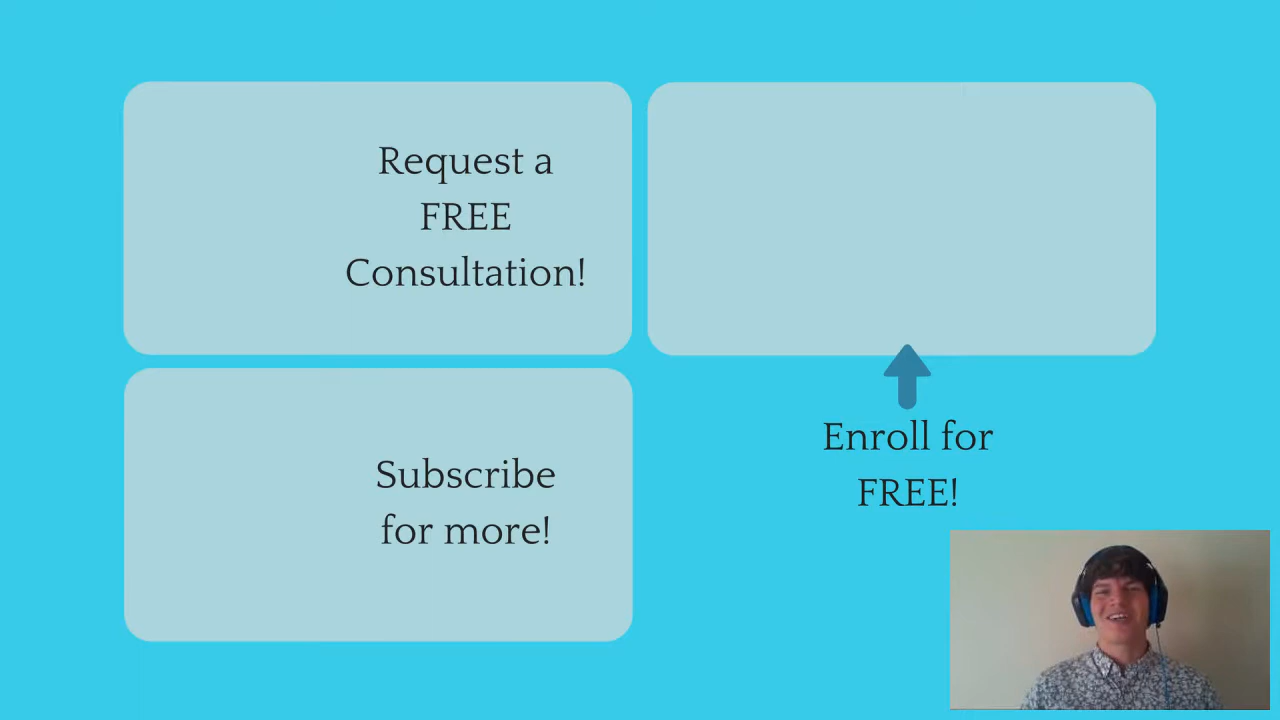 Request a
FREE
Consultation!
Subscribe
for more!
Enroll for
FREE!